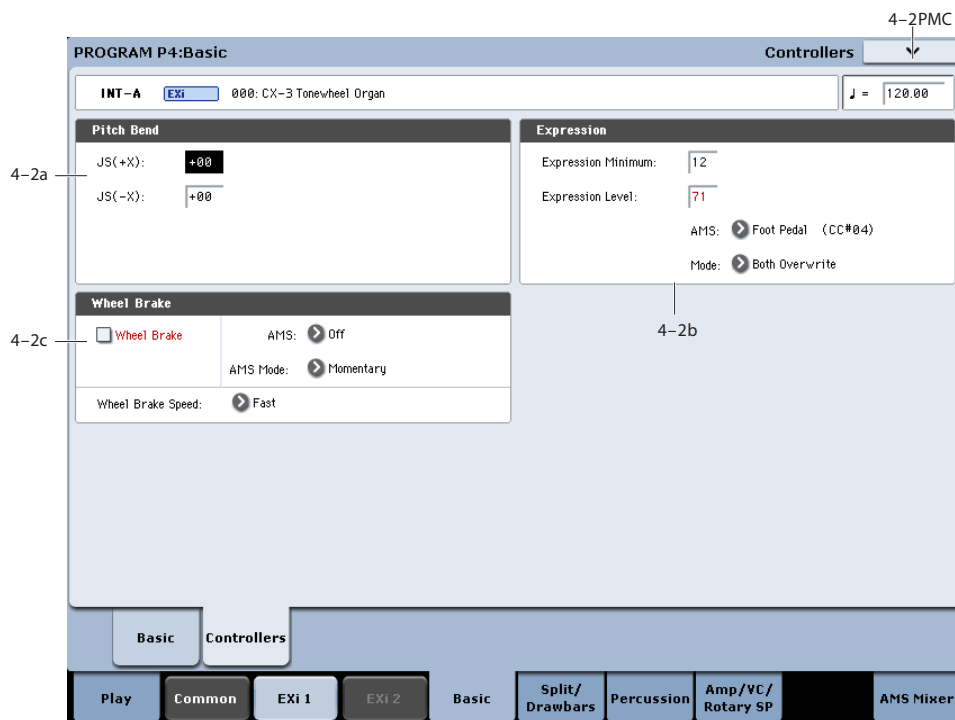 4–2PMC
PROGRAM P4:Basic
Controllers
INT-A EXi 000: CX-3 Tonewheel Organ
♩ = 120.00
Pitch Bend
4–2a
JS(+X): +00
JS(-X): +00
Expression
Expression Minimum: 12
Expression Level: 71
AMS: Foot Pedal (CC#04)
Mode: Both Overwrite
4–2b
Wheel Brake
4–2c
Wheel Brake
AMS: Off
AMS Mode: Momentary
Wheel Brake Speed: Fast
Basic Controllers
Play Common EXi 1 EXi 2 Basic Split/
Drawbars Percussion Amp/VC/
Rotary SP AMS Mixer